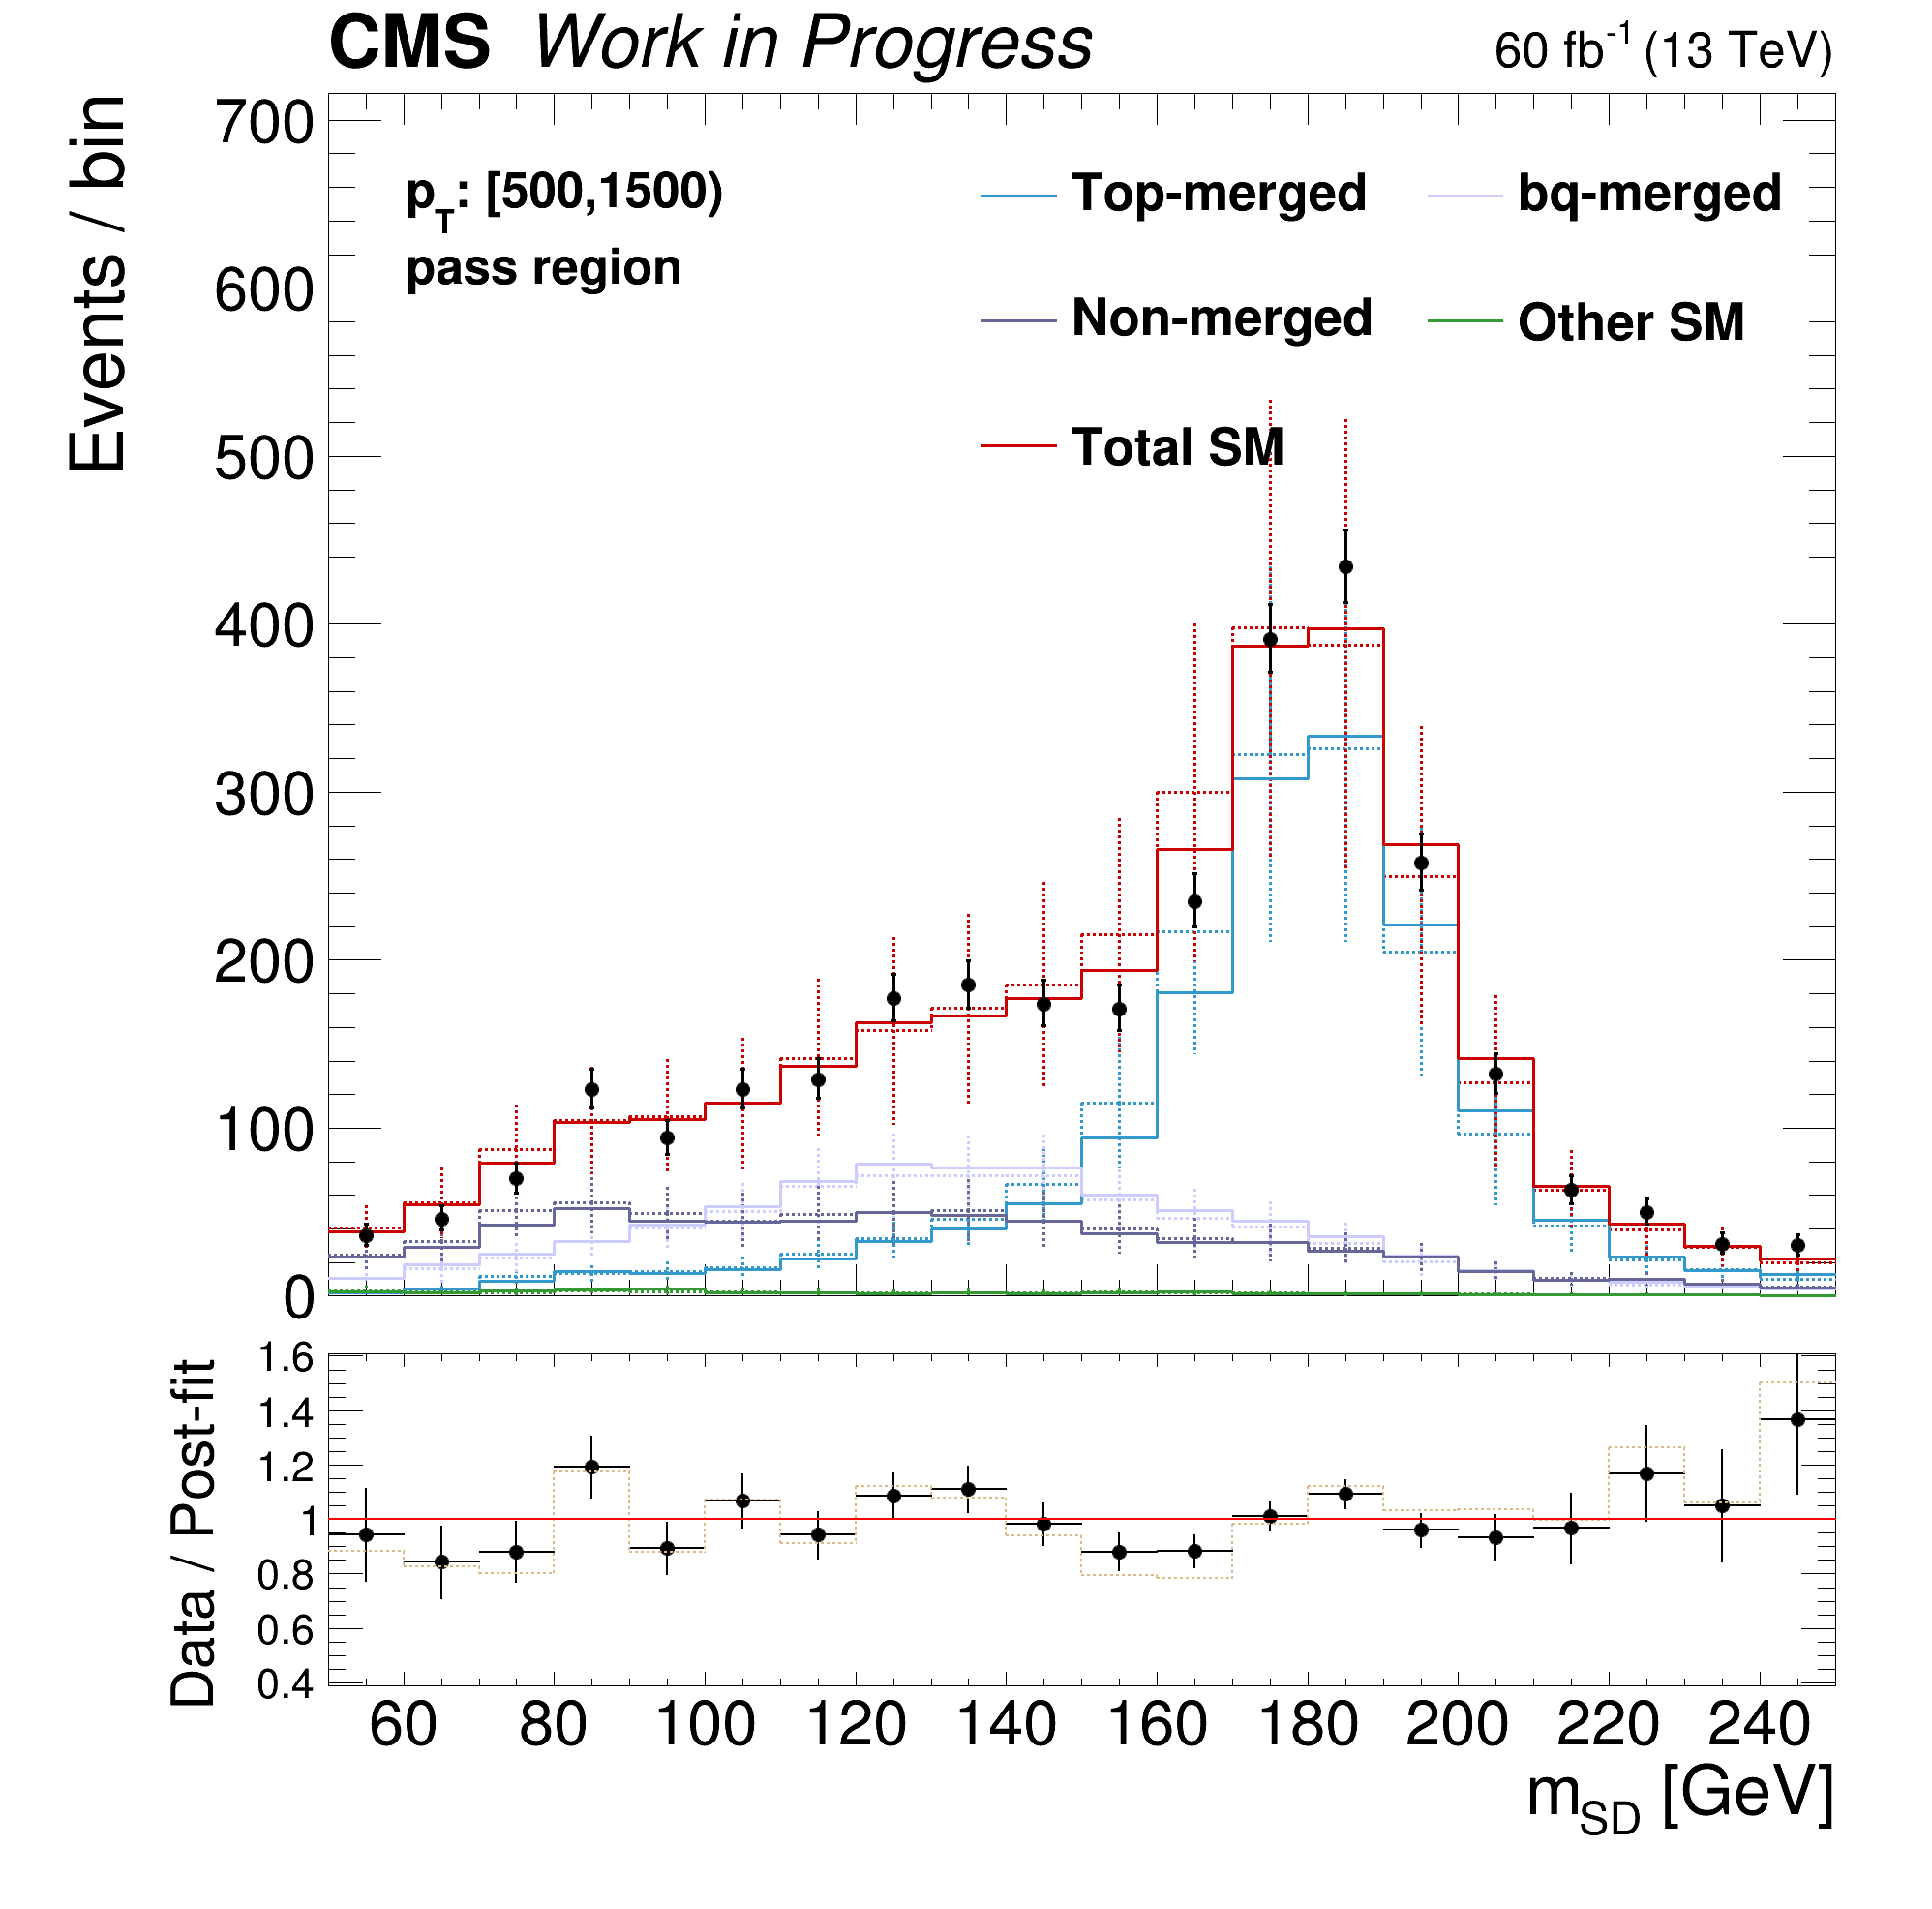 CMS Work in Progress
60 fb-1 (13 TeV)
Events / bin
700
600
500
400
300
200
100
0
pT: [500,1500)
pass region
Top-merged
bq-merged
Non-merged
Other SM
Total SM
Data / Post-fit
1.6
1.4
1.2
1
0.8
0.6
0.4
60 80 100 120 140 160 180 200 220 240
mSD [GeV]